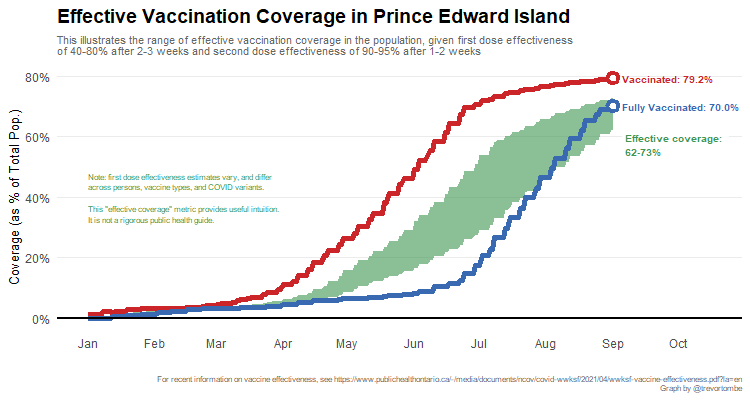 Effective Vaccination Coverage in Prince Edward Island
This illustrates the range of effective vaccination coverage in the population, given first dose effectiveness
of 40-80% after 2-3 weeks and second dose effectiveness of 90-95% after 1-2 weeks
Coverage (as % of Total Pop.)
80%
60%
40%
20%
0%
Vaccinated: 79.2%
Fully Vaccinated: 70.0%
Effective coverage:
62-73%
Note: first dose effectiveness estimates vary, and differ
across persons, vaccine types, and COVID variants.
This "effective coverage" metric provides useful intuition.
It is not a rigorous public health guide.
Jan Feb Mar Apr May Jun Jul Aug Sep Oct
For recent information on vaccine effectiveness, see https://www.publichealthontario.ca/-/media/documents/ncov/covid-wwksf/2021/04/wwksf-vaccine-effectiveness.pdf?la=en
Graph by @trevortombe